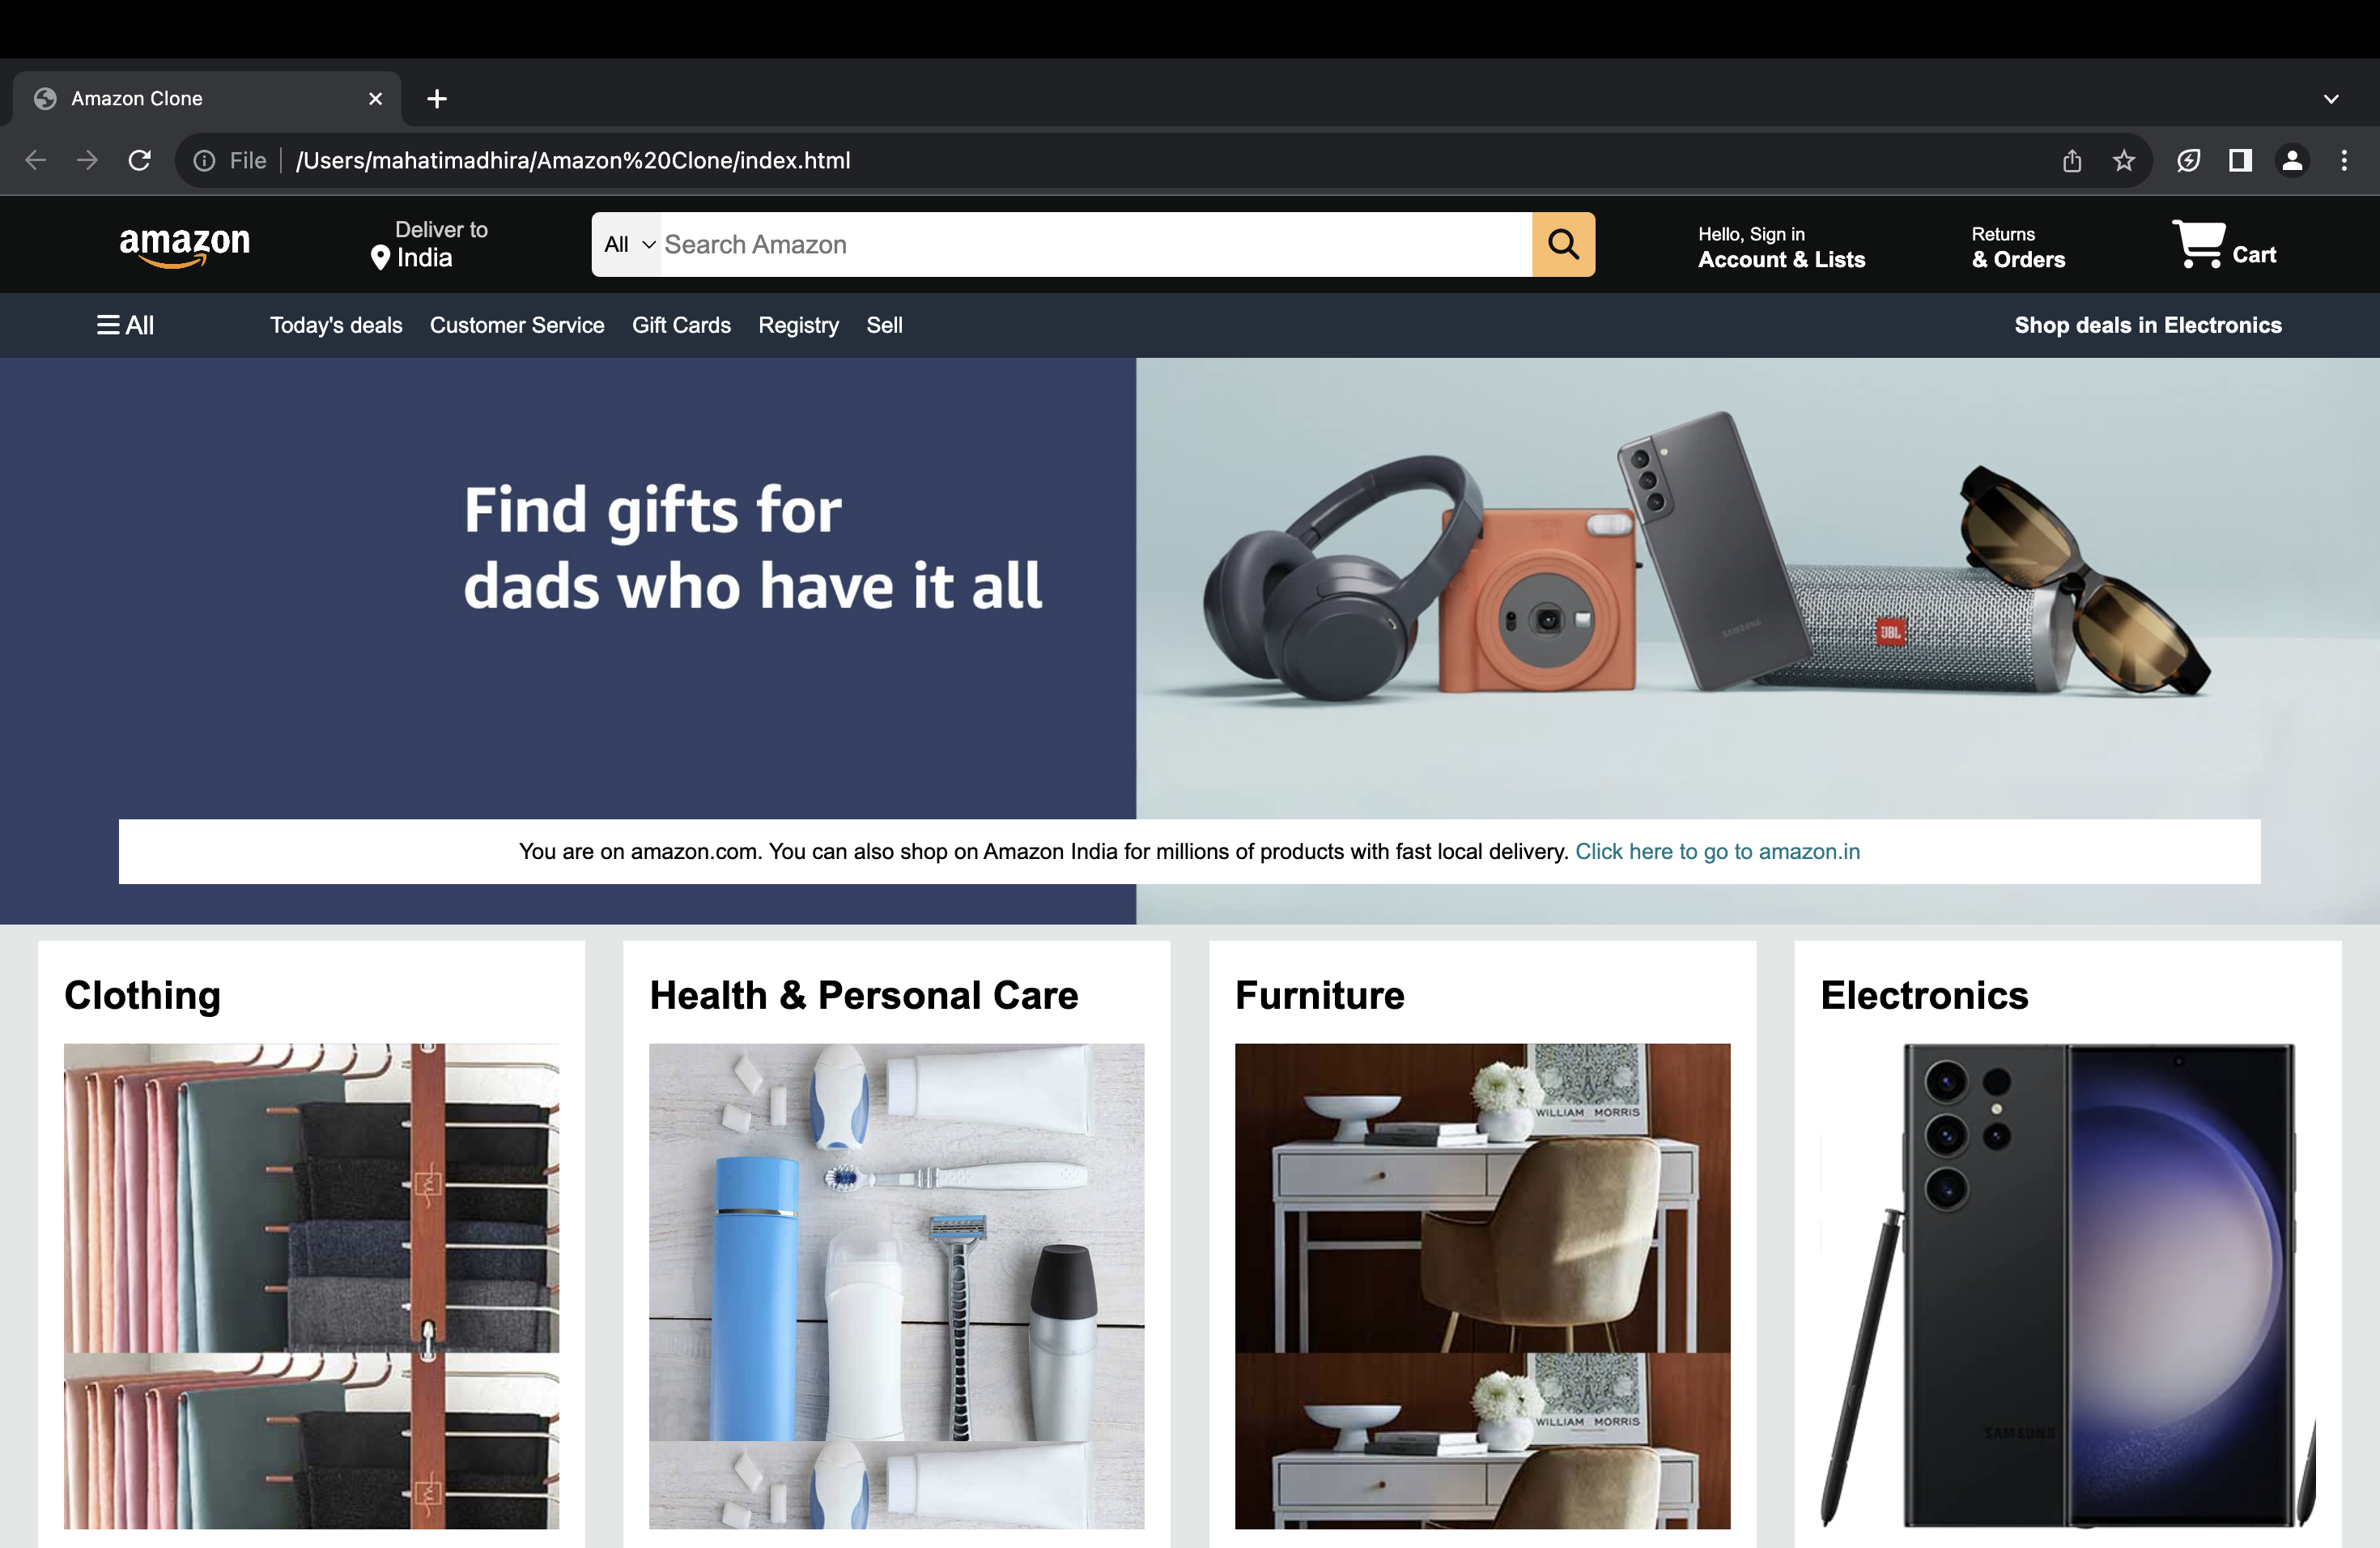 Amazon Clone
File
/Users/mahatimadhira/Amazon%20Clone/index.html
amazon
Deliver to
India
All
Search Amazon
Hello, Sign in
Account & Lists
Returns
& Orders
Cart
All
Today's deals
Customer Service
Gift Cards
Registry
Sell
Shop deals in Electronics
Find gifts for
dads who have it all
SAMSUNG
JBL
You are on amazon.com. You can also shop on Amazon India for millions of products with fast local delivery. Click here to go to amazon.in
Clothing
Health & Personal Care
Furniture
Electronics
WILLIAM MORRIS
WILLIAM MORRIS
SAMSUNG